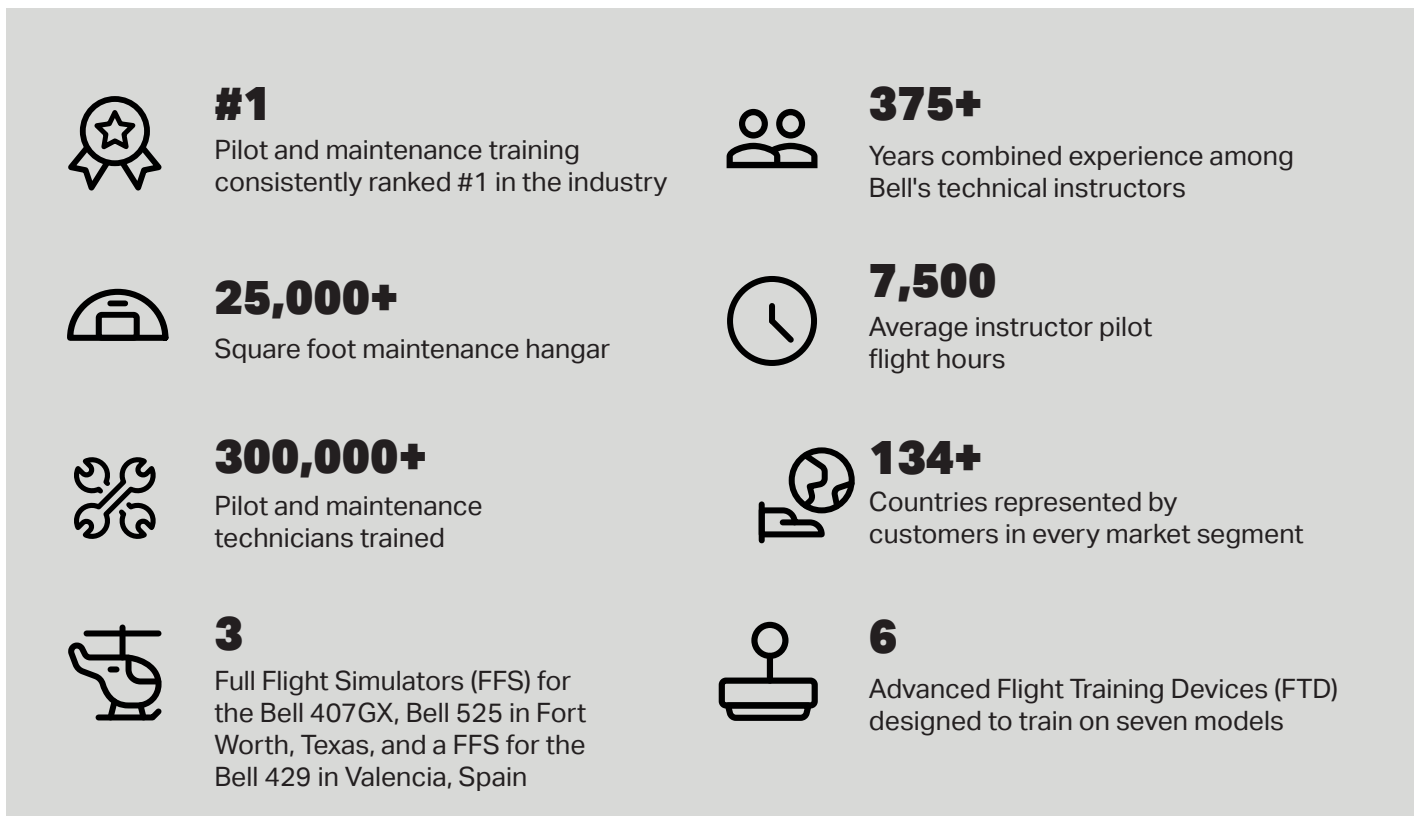 #1
Pilot and maintenance training
consistently ranked #1 in the industry
375+
Years combined experience among
Bell's technical instructors
25,000+
Square foot maintenance hangar
7,500
Average instructor pilot
flight hours
300,000+
Pilot and maintenance
technicians trained
134+
Countries represented by
customers in every market segment
3
Full Flight Simulators (FFS) for
the Bell 407GX, Bell 525 in Fort
Worth, Texas, and a FFS for the
Bell 429 in Valencia, Spain
6
Advanced Flight Training Devices (FTD)
designed to train on seven models